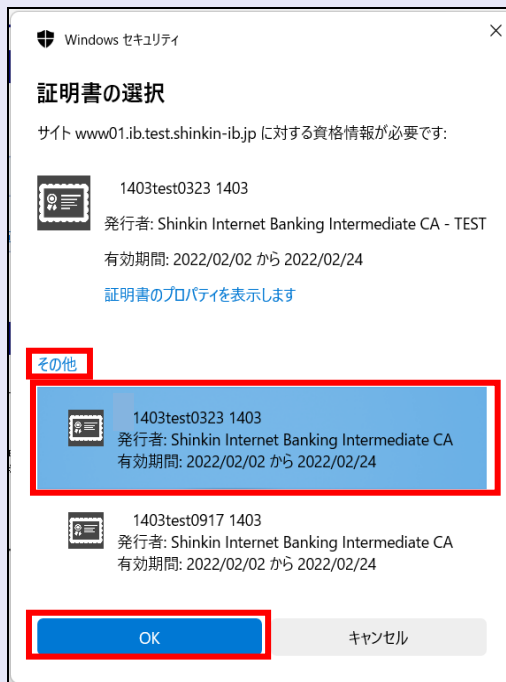 Windows セキュリティ
証明書の選択
サイト www01.ib.test.shinkin-ib.jp に対する資格情報が必要です:
1403test0323 1403
発行者: Shinkin Internet Banking Intermediate CA - TEST
有効期間: 2022/02/02 から 2022/02/24
証明書のプロパティを表示します
その他
1403test0323 1403
発行者: Shinkin Internet Banking Intermediate CA
有効期間: 2022/02/02 から 2022/02/24
1403test0917 1403
発行者: Shinkin Internet Banking Intermediate CA
有効期間: 2022/02/02 から 2022/02/24
OK
キャンセル